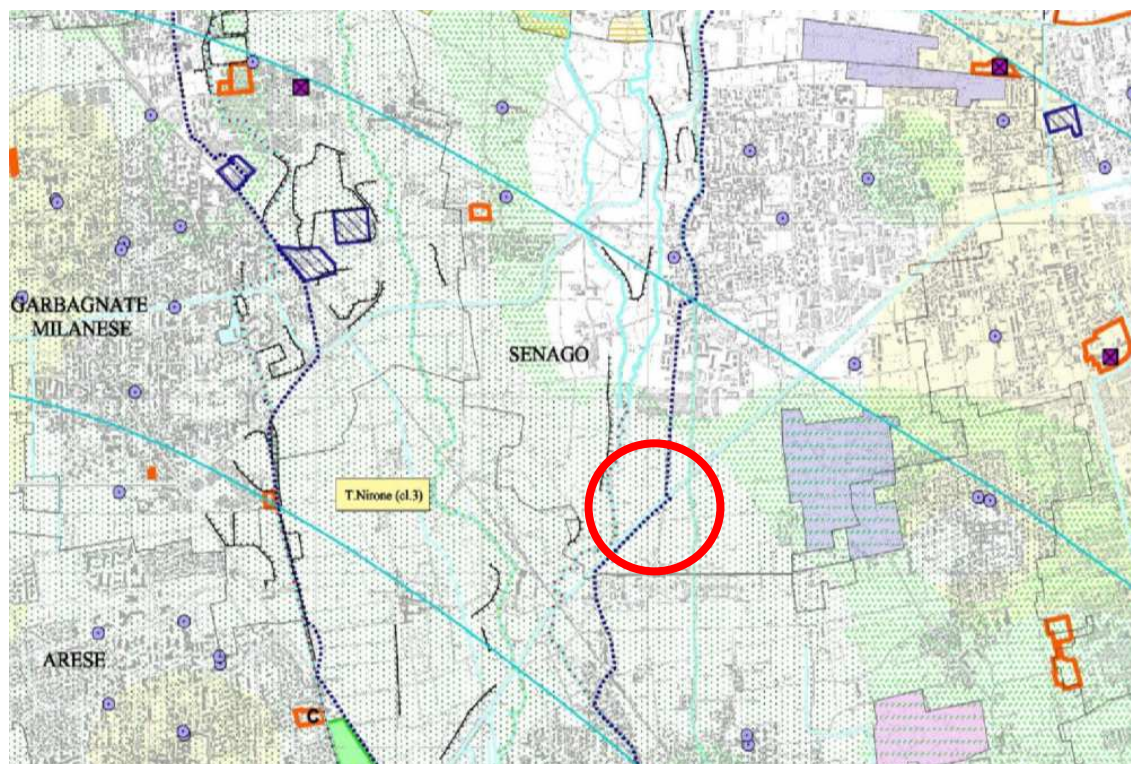 GARBAGNATE
MILANESE
SENAGO
T.Nirone (cl.3)
ARESE
C